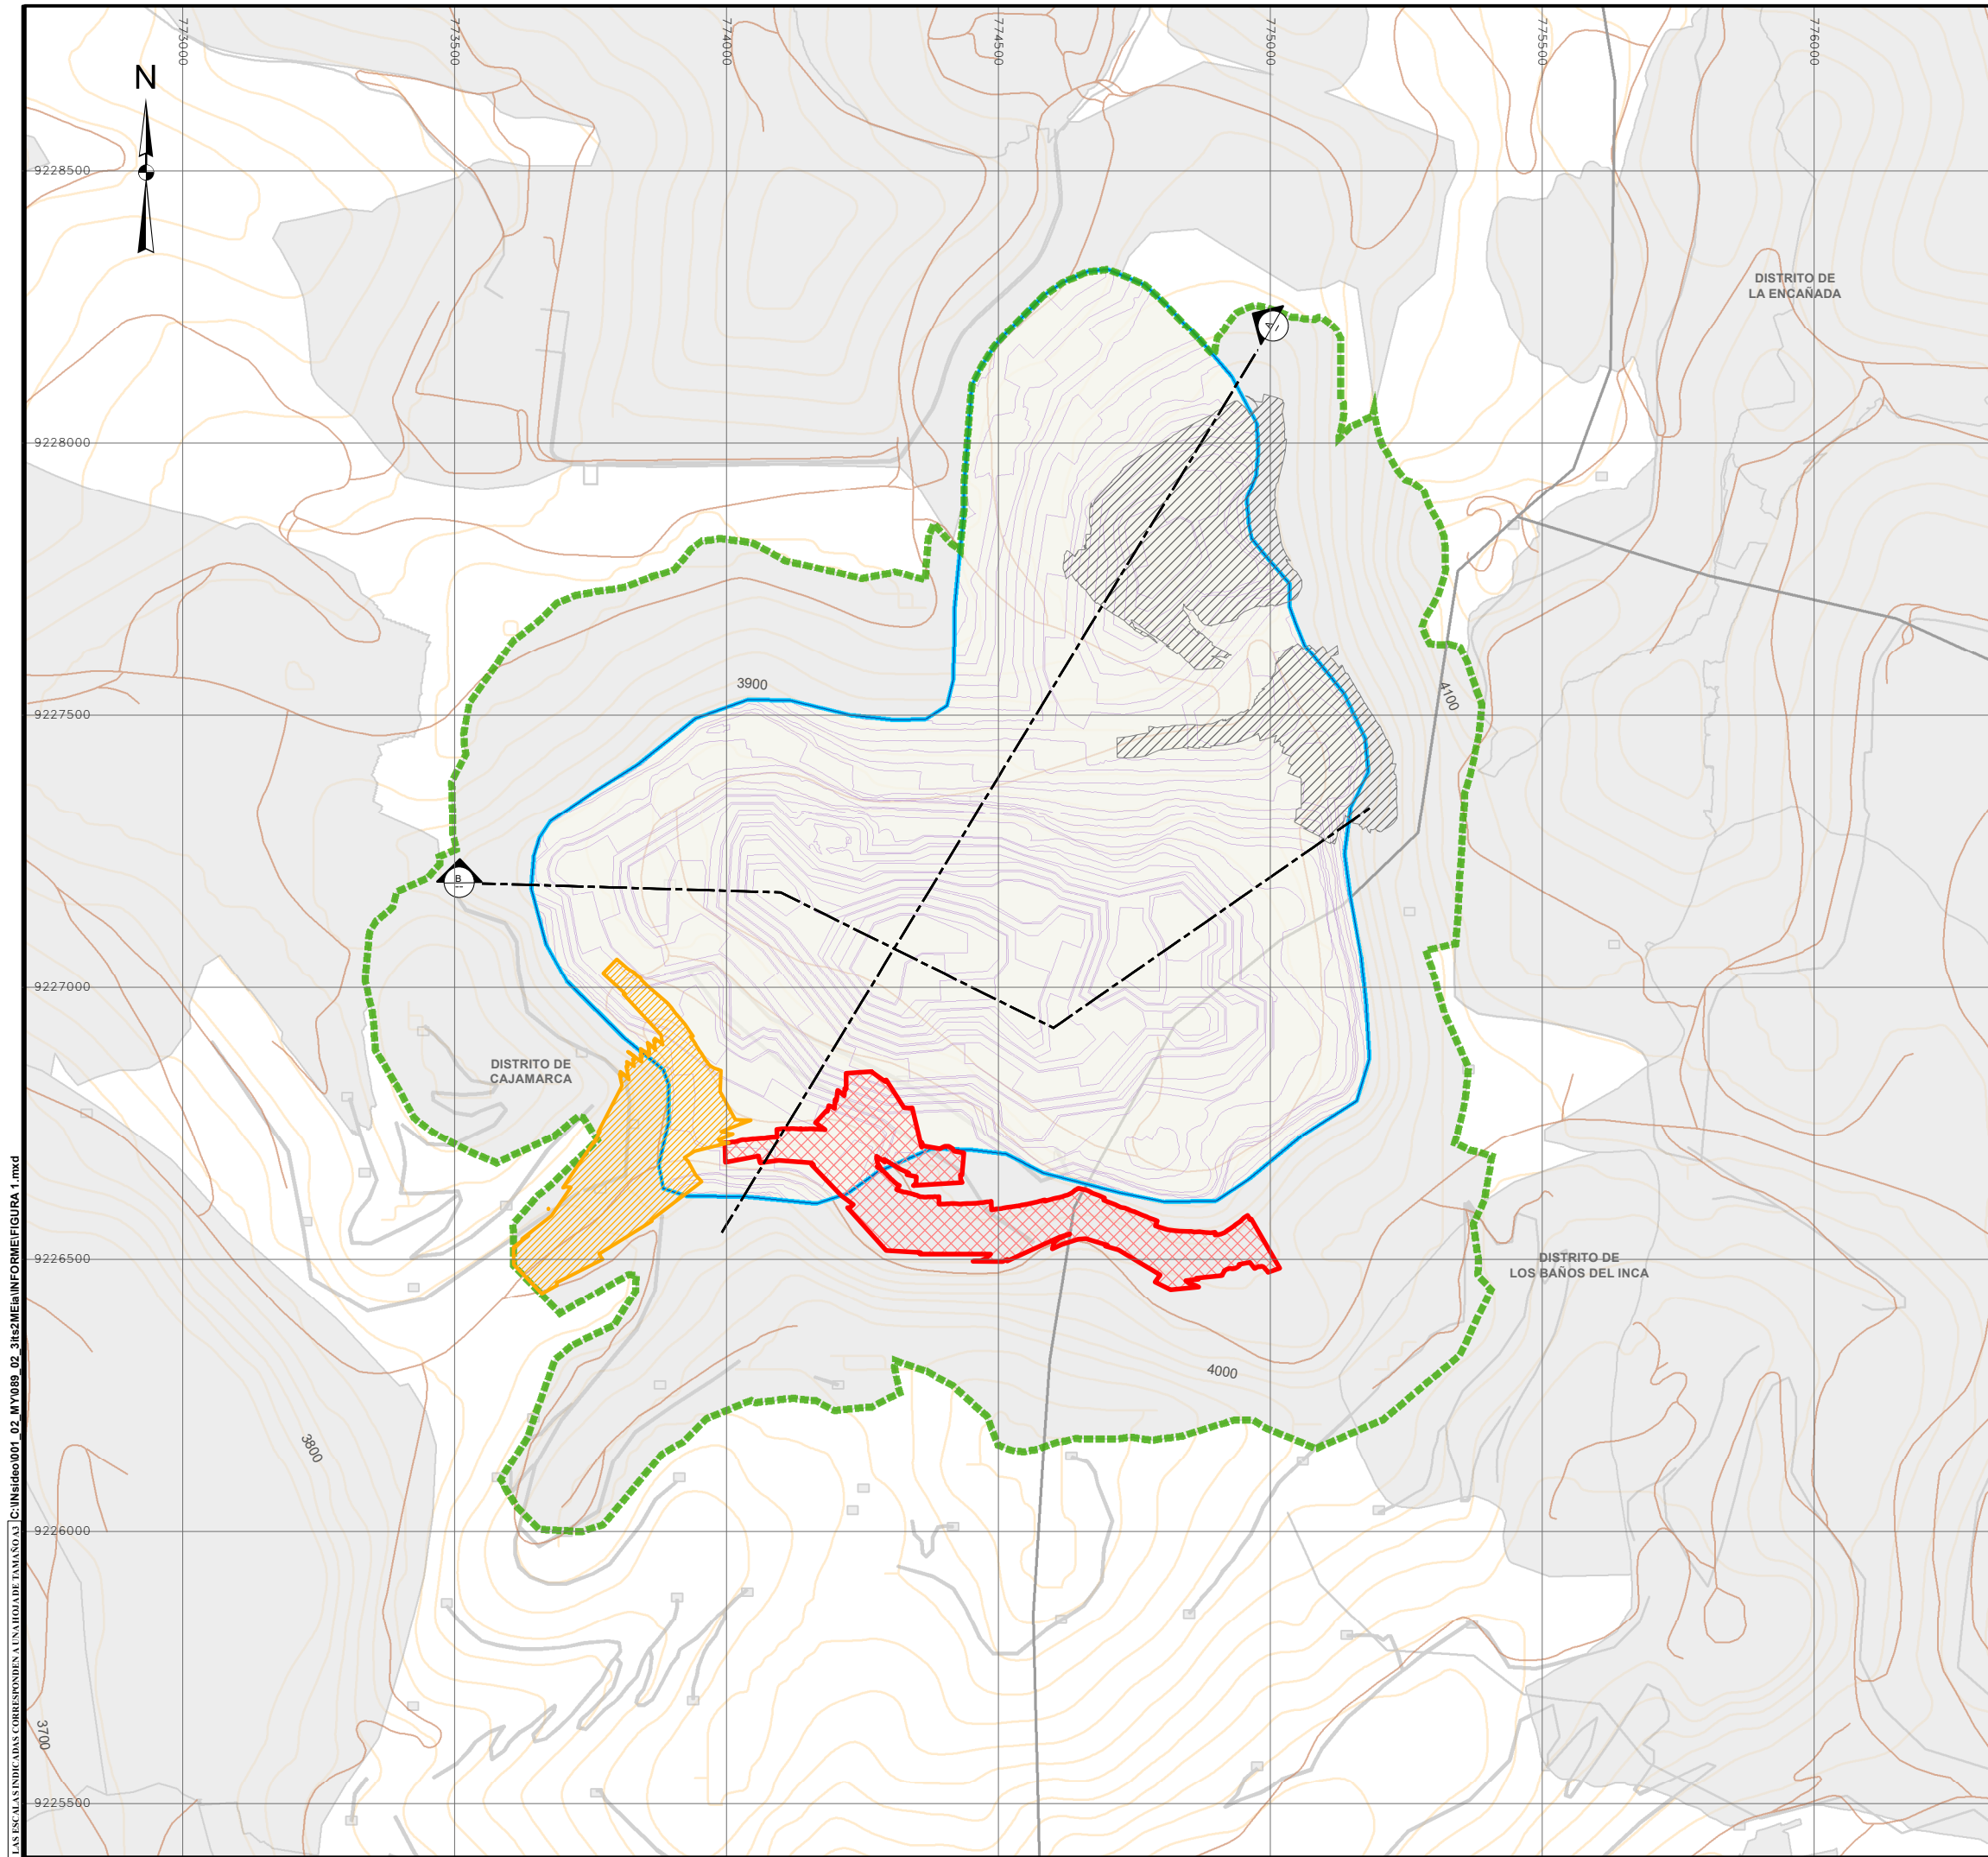 773000
773500
774000
774500
775000
775500
776000
N
9228500
DISTRITO DE
LA ENCAÑADA
A
9228000
3900
9227500
4100
B
9227000
DISTRITO DE
CAJAMARCA
9226500
DISTRITO DE
LOS BAÑOS DEL INCA
4000
3800
9226000
3700
9225500
LAS ESCALAS INDICADAS CORRESPONDEN A UNA HOJA DE TAMAÑO A3
C:\INsideo\001_02_MY089_02_3its2MEia\INFORME\FIGURA 1.mxd